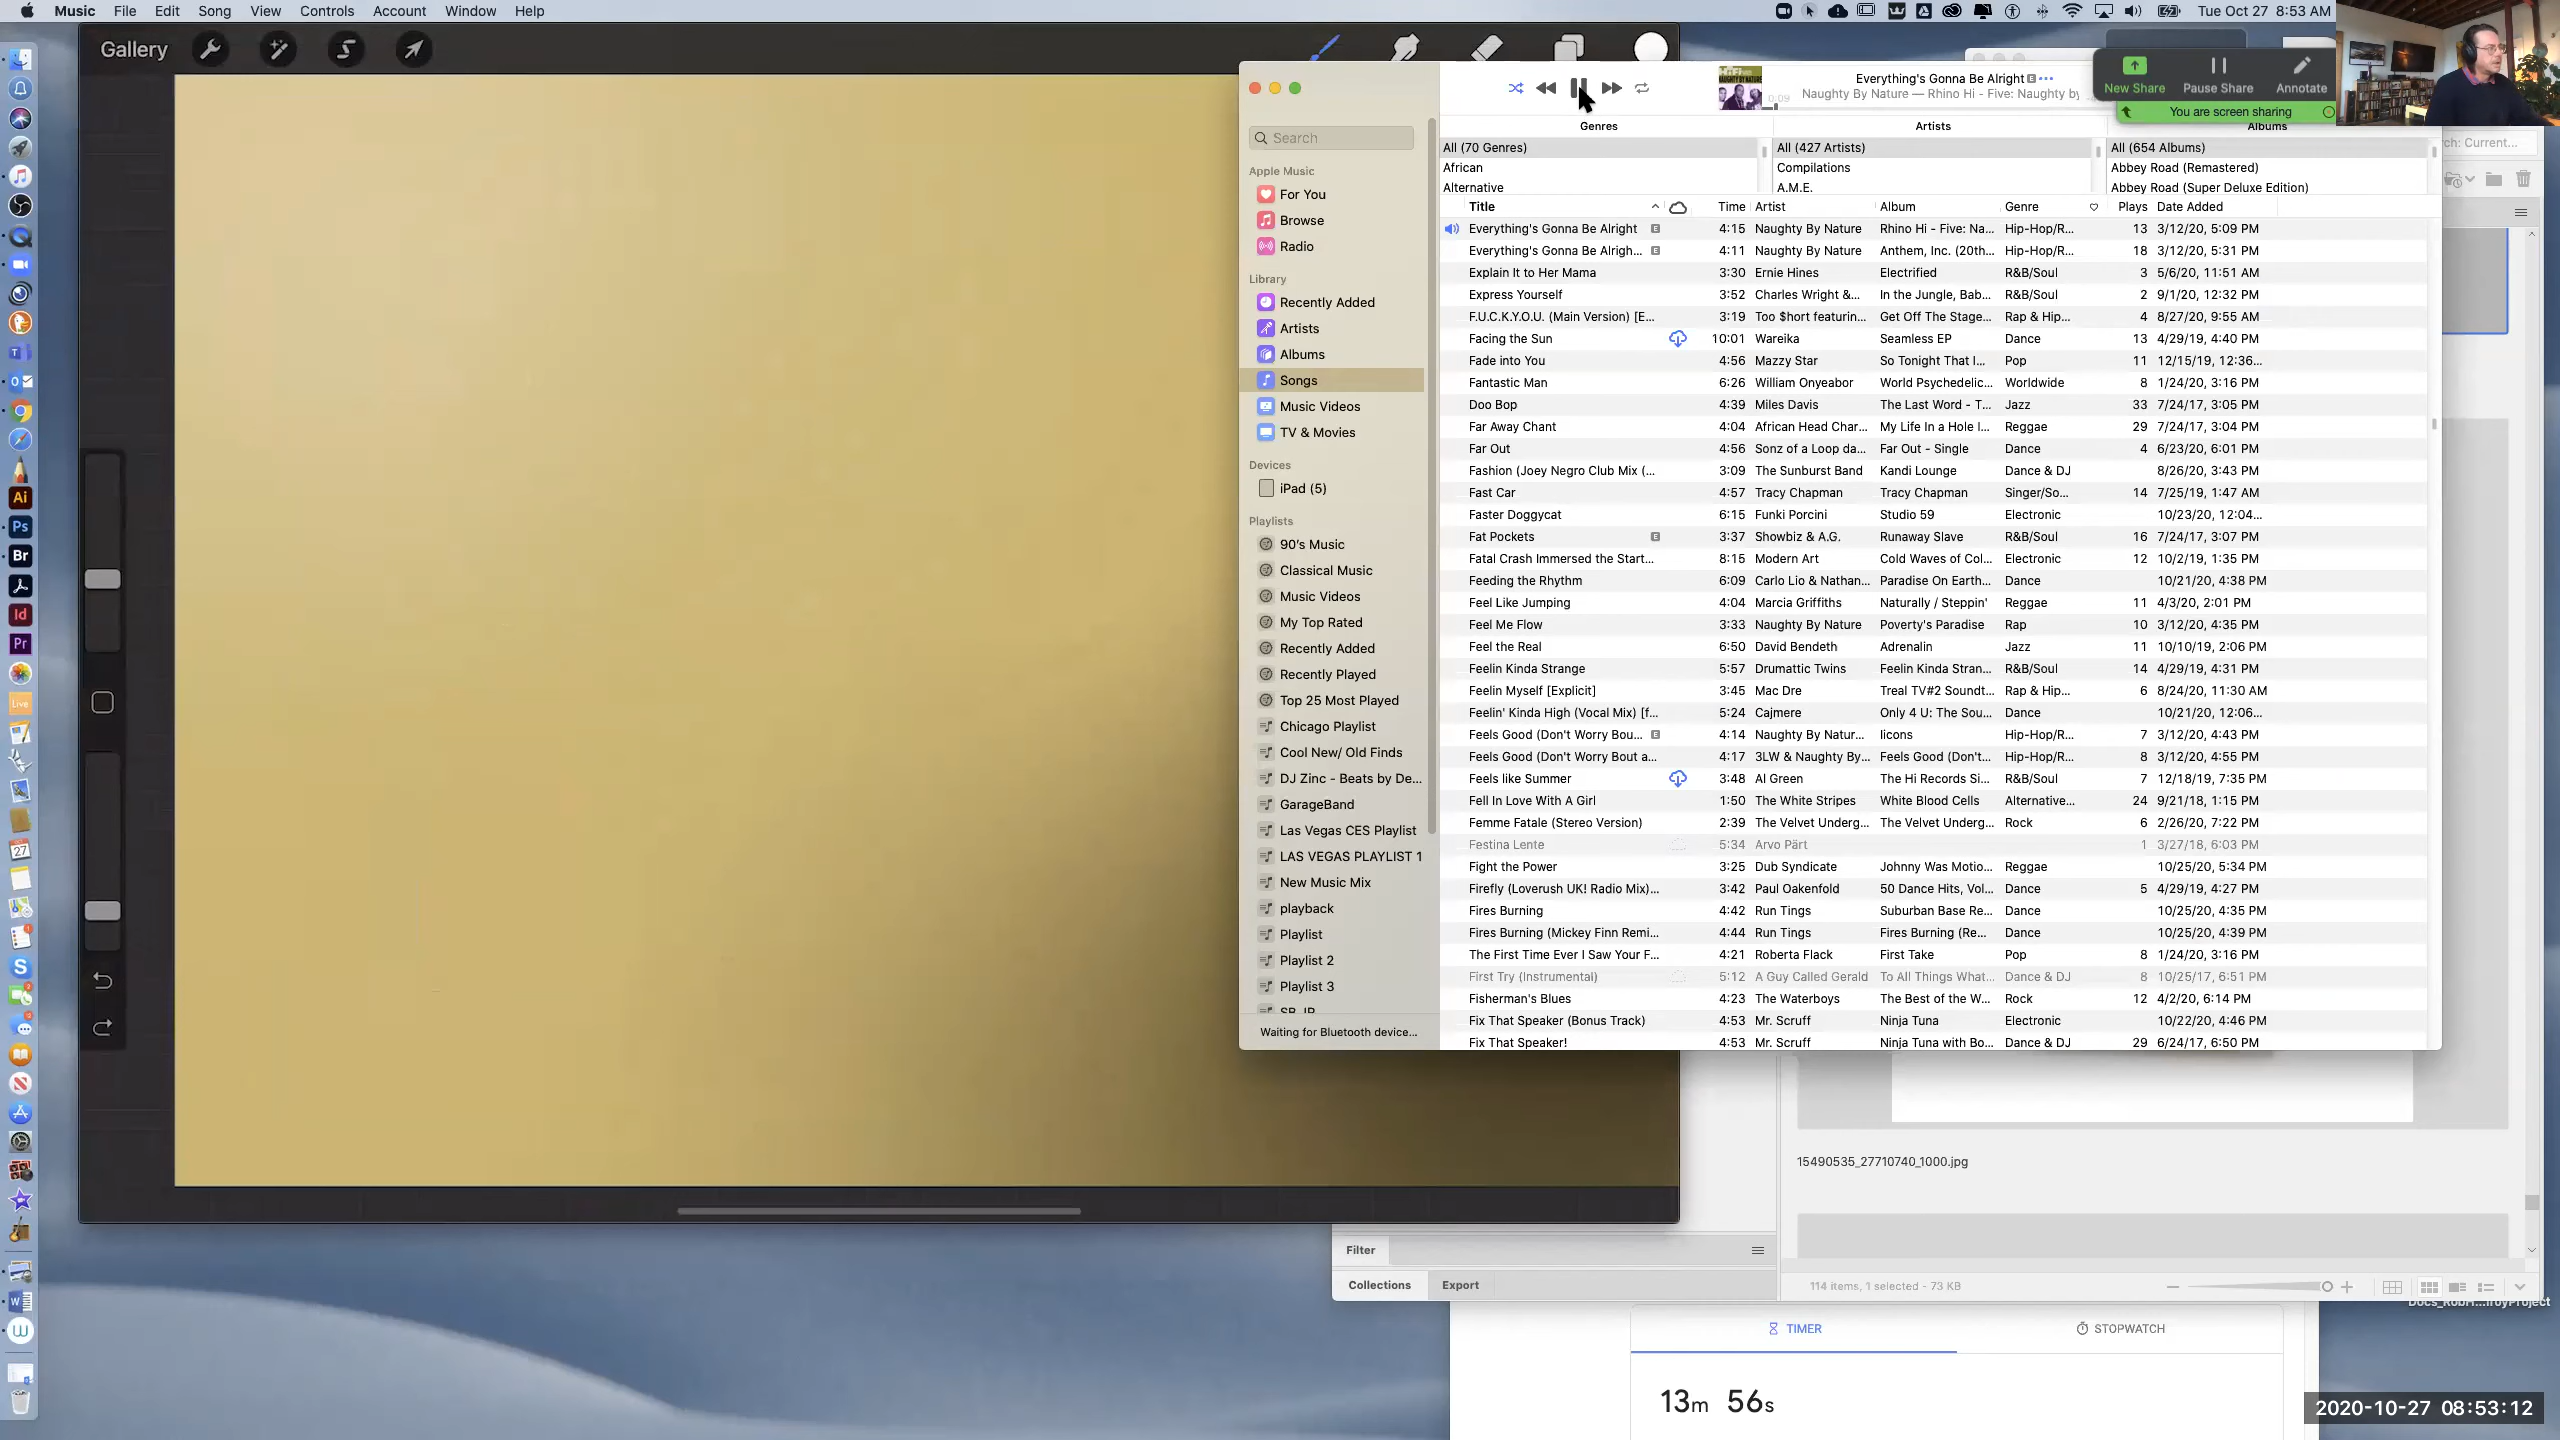 Music File Edit Song View Controls Account Window Help
Tue Oct 27 8:53 AM
Gallery
New Share Pause Share Annotate
You are screen sharing
Everything's Gonna Be Alright E
0:09 Naughty By Nature — Rhino Hi - Five: Naughty by
Genres Artists Albums
Search
All (70 Genres) All (427 Artists) All (654 Albums)
African Compilations Abbey Road (Remastered)
Alternative A.M.E. Abbey Road (Super Deluxe Edition)
ch: Current...
Apple Music
For You
Browse
Radio
Library
Recently Added
Artists
Albums
Songs
Music Videos
TV & Movies
Devices
iPad (5)
Playlists
90's Music
Classical Music
Music Videos
My Top Rated
Recently Added
Recently Played
Top 25 Most Played
Chicago Playlist
Cool New/ Old Finds
DJ Zinc - Beats by De...
GarageBand
Las Vegas CES Playlist
LAS VEGAS PLAYLIST 1
New Music Mix
playback
Playlist
Playlist 2
Playlist 3
SB JP
Waiting for Bluetooth device...
Title Time Artist Album Genre Plays Date Added
Everything's Gonna Be Alright E 4:15 Naughty By Nature Rhino Hi - Five: Na... Hip-Hop/R... 13 3/12/20, 5:09 PM
Everything's Gonna Be Alrigh... E 4:11 Naughty By Nature Anthem, Inc. (20th... Hip-Hop/R... 18 3/12/20, 5:31 PM
Explain It to Her Mama 3:30 Ernie Hines Electrified R&B/Soul 3 5/6/20, 11:51 AM
Express Yourself 3:52 Charles Wright &... In the Jungle, Bab... R&B/Soul 2 9/1/20, 12:32 PM
F.U.C.K.Y.O.U. (Main Version) [E... 3:19 Too $hort featurin... Get Off The Stage... Rap & Hip... 4 8/27/20, 9:55 AM
Facing the Sun 10:01 Wareika Seamless EP Dance 13 4/29/19, 4:40 PM
Fade into You 4:56 Mazzy Star So Tonight That I... Pop 11 12/15/19, 12:36...
Fantastic Man 6:26 William Onyeabor World Psychedelic... Worldwide 8 1/24/20, 3:16 PM
Doo Bop 4:39 Miles Davis The Last Word - T... Jazz 33 7/24/17, 3:05 PM
Far Away Chant 4:04 African Head Char... My Life In a Hole I... Reggae 29 7/24/17, 3:04 PM
Far Out 4:56 Sonz of a Loop da... Far Out - Single Dance 4 6/23/20, 6:01 PM
Fashion (Joey Negro Club Mix (... 3:09 The Sunburst Band Kandi Lounge Dance & DJ 8/26/20, 3:43 PM
Fast Car 4:57 Tracy Chapman Tracy Chapman Singer/So... 14 7/25/19, 1:47 AM
Faster Doggycat 6:15 Funki Porcini Studio 59 Electronic 10/23/20, 12:04...
Fat Pockets E 3:37 Showbiz & A.G. Runaway Slave R&B/Soul 16 7/24/17, 3:07 PM
Fatal Crash Immersed the Start... 8:15 Modern Art Cold Waves of Col... Electronic 12 10/2/19, 1:35 PM
Feeding the Rhythm 6:09 Carlo Lio & Nathan... Paradise On Earth... Dance 10/21/20, 4:38 PM
Feel Like Jumping 4:04 Marcia Griffiths Naturally / Steppin' Reggae 11 4/3/20, 2:01 PM
Feel Me Flow 3:33 Naughty By Nature Poverty's Paradise Rap 10 3/12/20, 4:35 PM
Feel the Real 6:50 David Bendeth Adrenalin Jazz 11 10/10/19, 2:06 PM
Feelin Kinda Strange 5:57 Drumattic Twins Feelin Kinda Stran... R&B/Soul 14 4/29/19, 4:31 PM
Feelin Myself [Explicit] 3:45 Mac Dre Treal TV#2 Soundt... Rap & Hip... 6 8/24/20, 11:30 AM
Feelin' Kinda High (Vocal Mix) [f... 5:24 Cajmere Only 4 U: The Sou... Dance 10/21/20, 12:06...
Feels Good (Don't Worry Bou... E 4:14 Naughty By Natur... Iicons Hip-Hop/R... 7 3/12/20, 4:43 PM
Feels Good (Don't Worry Bout a... 4:17 3LW & Naughty By... Feels Good (Don't... Hip-Hop/R... 8 3/12/20, 4:55 PM
Feels like Summer 3:48 Al Green The Hi Records Si... R&B/Soul 7 12/18/19, 7:35 PM
Fell In Love With A Girl 1:50 The White Stripes White Blood Cells Alternative... 24 9/21/18, 1:15 PM
Femme Fatale (Stereo Version) 2:39 The Velvet Underg... The Velvet Underg... Rock 6 2/26/20, 7:22 PM
Festina Lente 5:34 Arvo Pärt 1 3/27/18, 6:03 PM
Fight the Power 3:25 Dub Syndicate Johnny Was Motio... Reggae 10/25/20, 5:34 PM
Firefly (Loverush UK! Radio Mix)... 3:42 Paul Oakenfold 50 Dance Hits, Vol... Dance 5 4/29/19, 4:27 PM
Fires Burning 4:42 Run Tings Suburban Base Re... Dance 10/25/20, 4:35 PM
Fires Burning (Mickey Finn Remi... 4:44 Run Tings Fires Burning (Re... Dance 10/25/20, 4:39 PM
The First Time Ever I Saw Your F... 4:21 Roberta Flack First Take Pop 8 1/24/20, 3:16 PM
First Try (Instrumental) 5:12 A Guy Called Gerald To All Things What... Dance & DJ 8 10/25/17, 6:51 PM
Fisherman's Blues 4:23 The Waterboys The Best of the W... Rock 12 4/2/20, 6:14 PM
Fix That Speaker (Bonus Track) 4:53 Mr. Scruff Ninja Tuna Electronic 10/22/20, 4:46 PM
Fix That Speaker! 4:53 Mr. Scruff Ninja Tuna with Bo... Dance & DJ 29 6/24/17, 6:50 PM
Ai
Ps
Br
Id
Pr
Live
OCT
27
15490535_27710740_1000.jpg
Filter
Collections Export
114 items, 1 selected - 73 KB
TIMER STOPWATCH
13m 56s
2020-10-27 08:53:12